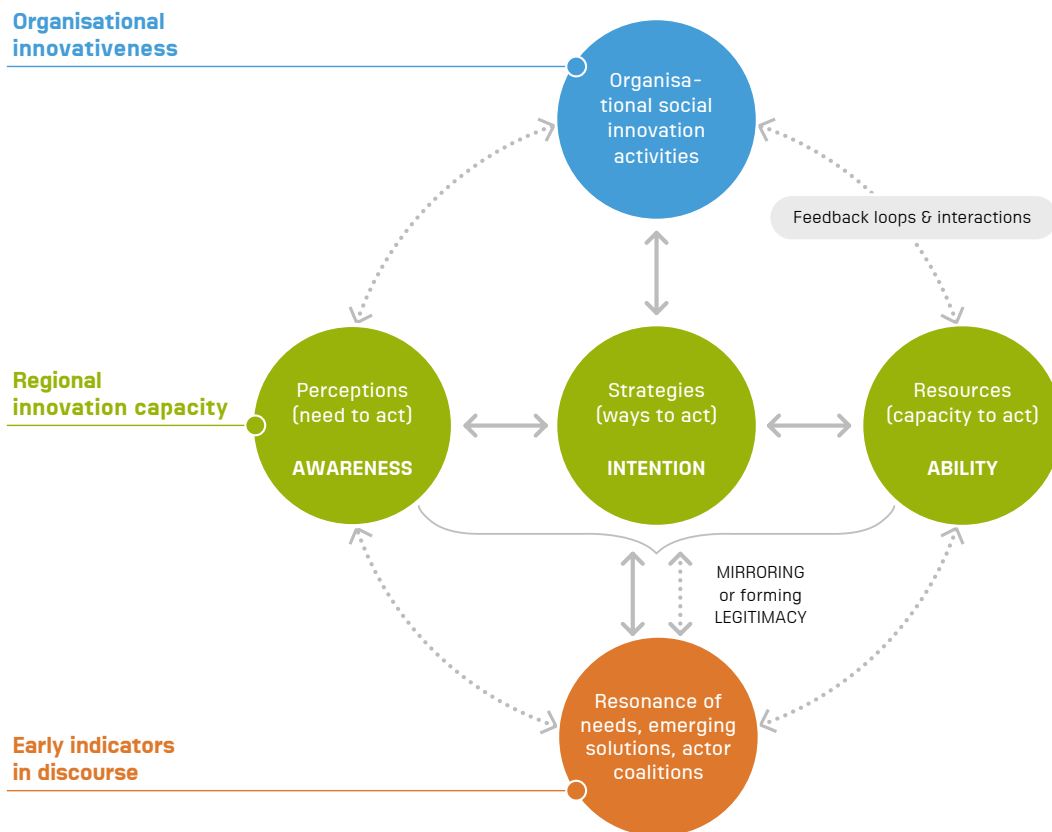 Organisational
innovativeness
Organisa-
tional social
innovation
activities
Feedback loops & interactions
Regional
innovation capacity
Perceptions
(need to act)
AWARENESS
Strategies
(ways to act)
INTENTION
Resources
(capacity to act)
ABILITY
MIRRORING
or forming
LEGITIMACY
Resonance of
needs, emerging
solutions, actor
coalitions
Early indicators
in discourse